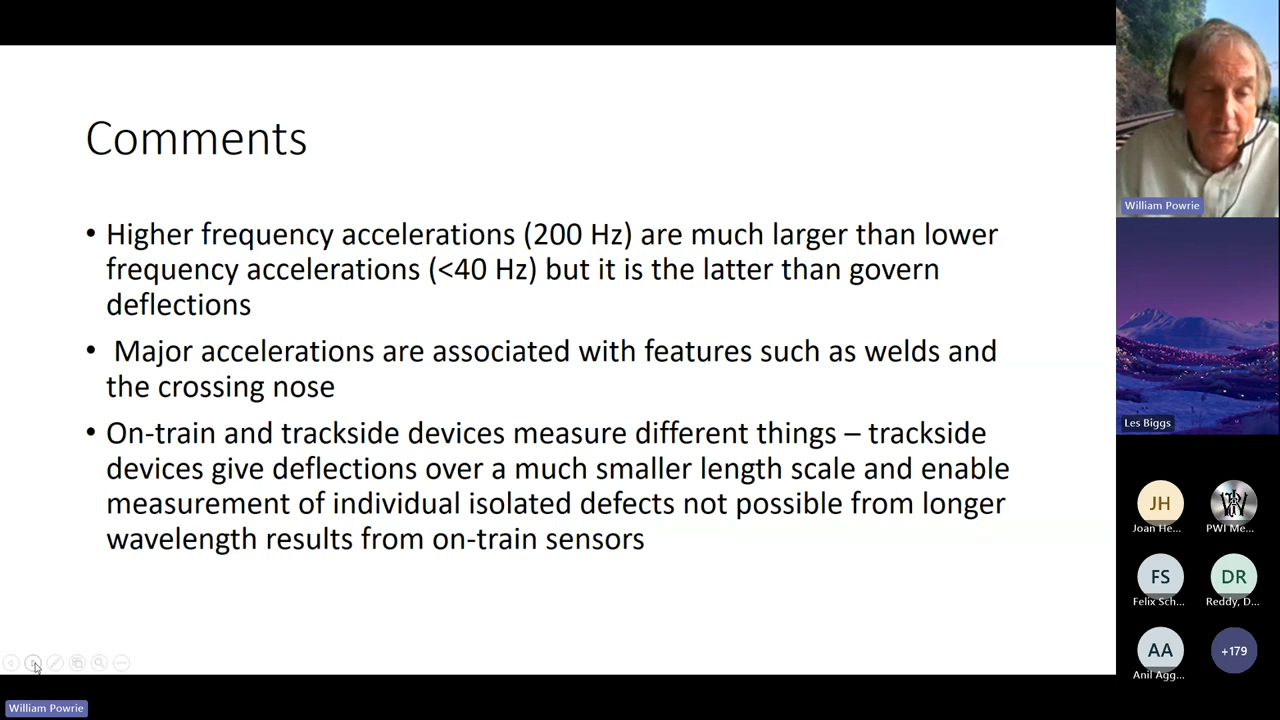 Comments
• Higher frequency accelerations (200 Hz) are much larger than lower
frequency accelerations (<40 Hz) but it is the latter than govern
deflections
• Major accelerations are associated with features such as welds and
the crossing nose
• On-train and trackside devices measure different things – trackside
devices give deflections over a much smaller length scale and enable
measurement of individual isolated defects not possible from longer
wavelength results from on-train sensors
William Powrie
Les Biggs
JH
Joan He...
PWI Me...
FS
Felix Sch...
DR
Reddy, D...
AA
Anil Agg...
+179
William Powrie